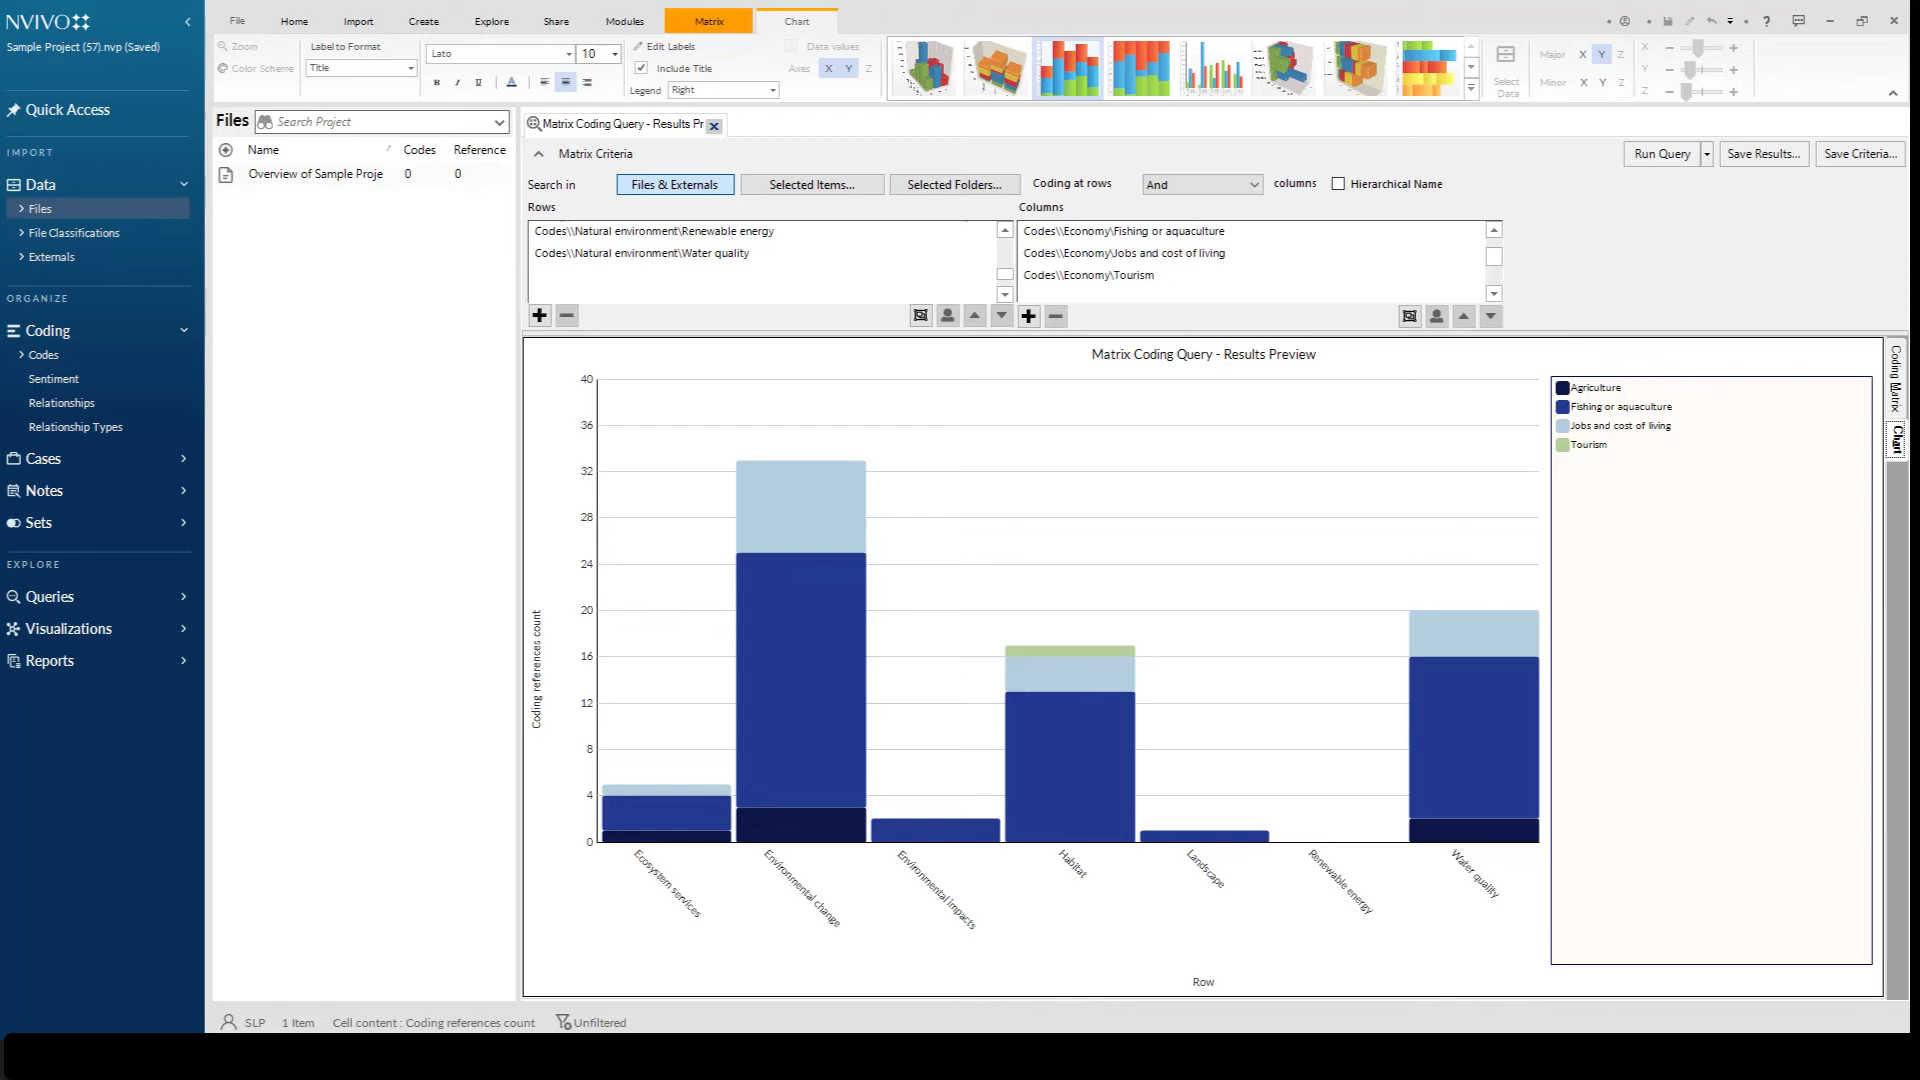 NVIVO
Sample Project (57).nvp (Saved)
File Home Import Create Explore Share Modules Matrix Chart
Zoom
Color Scheme
Label to Format
Title
Lato 10
B I U A
Edit Labels
Include Title
Legend Right
Data values
Axes X Y Z
Select
Data
Major X Y Z
Minor X Y Z
X
Y
Z
Quick Access
IMPORT
Data
Files
File Classifications
Externals
ORGANIZE
Coding
Codes
Sentiment
Relationships
Relationship Types
Cases
Notes
Sets
EXPLORE
Queries
Visualizations
Reports
Files Search Project
Name Codes Reference
Overview of Sample Proje 0 0
Matrix Coding Query - Results Pr
Matrix Criteria
Run Query Save Results... Save Criteria...
Search in Files & Externals Selected Items... Selected Folders... Coding at rows And columns Hierarchical Name
Rows
Codes\\Natural environment\Renewable energy
Codes\\Natural environment\Water quality
Columns
Codes\\Economy\Fishing or aquaculture
Codes\\Economy\Jobs and cost of living
Codes\\Economy\Tourism
Matrix Coding Query - Results Preview
40
36
32
28
24
20
16
12
8
4
0
Coding references count
Ecosystem services
Environmental change
Environmental impacts
Habitat
Landscape
Renewable energy
Water quality
Row
Agriculture
Fishing or aquaculture
Jobs and cost of living
Tourism
Coding Matrix
Chart
SLP 1 Item Cell content : Coding references count Unfiltered